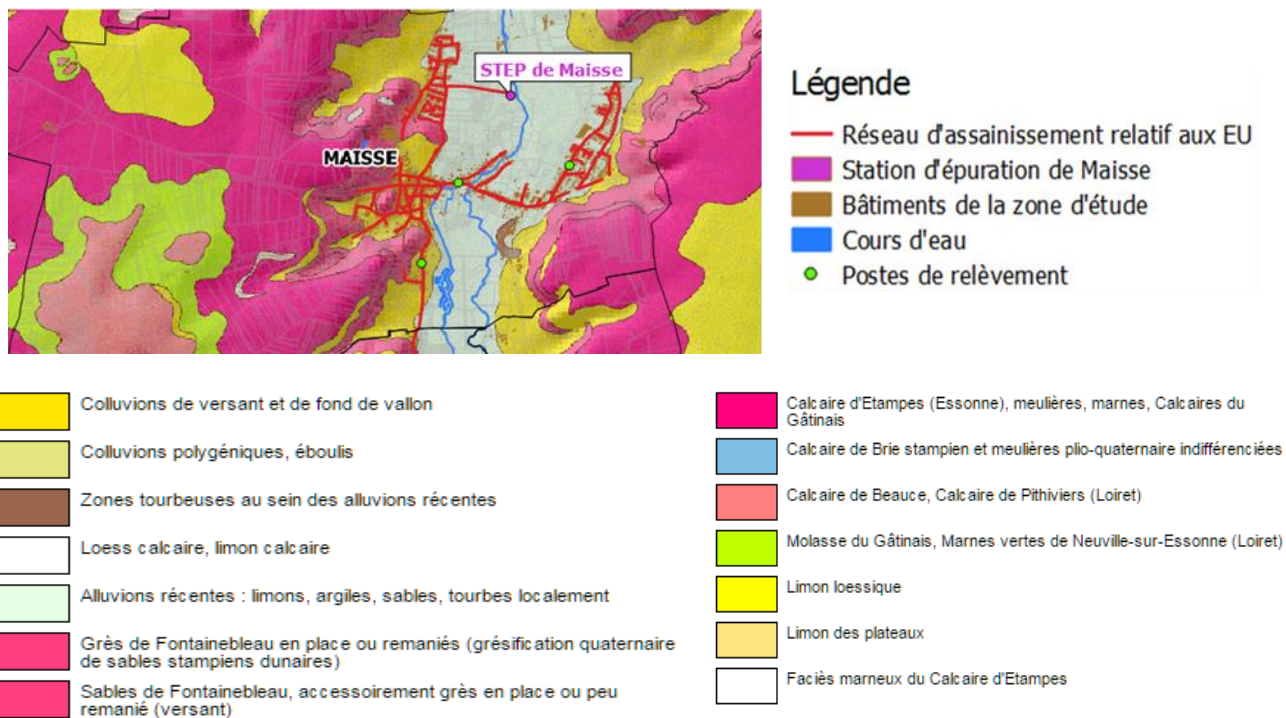 STEP de Maisse
MAISSE
Légende
Réseau d'assainissement relatif aux EU
Station d'épuration de Maisse
Bâtiments de la zone d'étude
Cours d'eau
Postes de relèvement
Colluvions de versant et de fond de vallon
Colluvions polygéniques, éboulis
Zones tourbeuses au sein des alluvions récentes
Loess calcaire, limon calcaire
Alluvions récentes : limons, argiles, sables, tourbes localement
Grès de Fontainebleau en place ou remaniés (grésification quaternaire
de sables stampiens dunaires)
Sables de Fontainebleau, accessoirement grès en place ou peu
remanié (versant)
Calcaire d'Etampes (Essonne), meulières, marnes, Calcaires du
Gâtinais
Calcaire de Brie stampien et meulières plio-quaternaire indifférenciées
Calcaire de Beauce, Calcaire de Pithiviers (Loiret)
Molasse du Gâtinais, Marnes vertes de Neuville-sur-Essonne (Loiret)
Limon loessique
Limon des plateaux
Faciès marneux du Calcaire d'Etampes